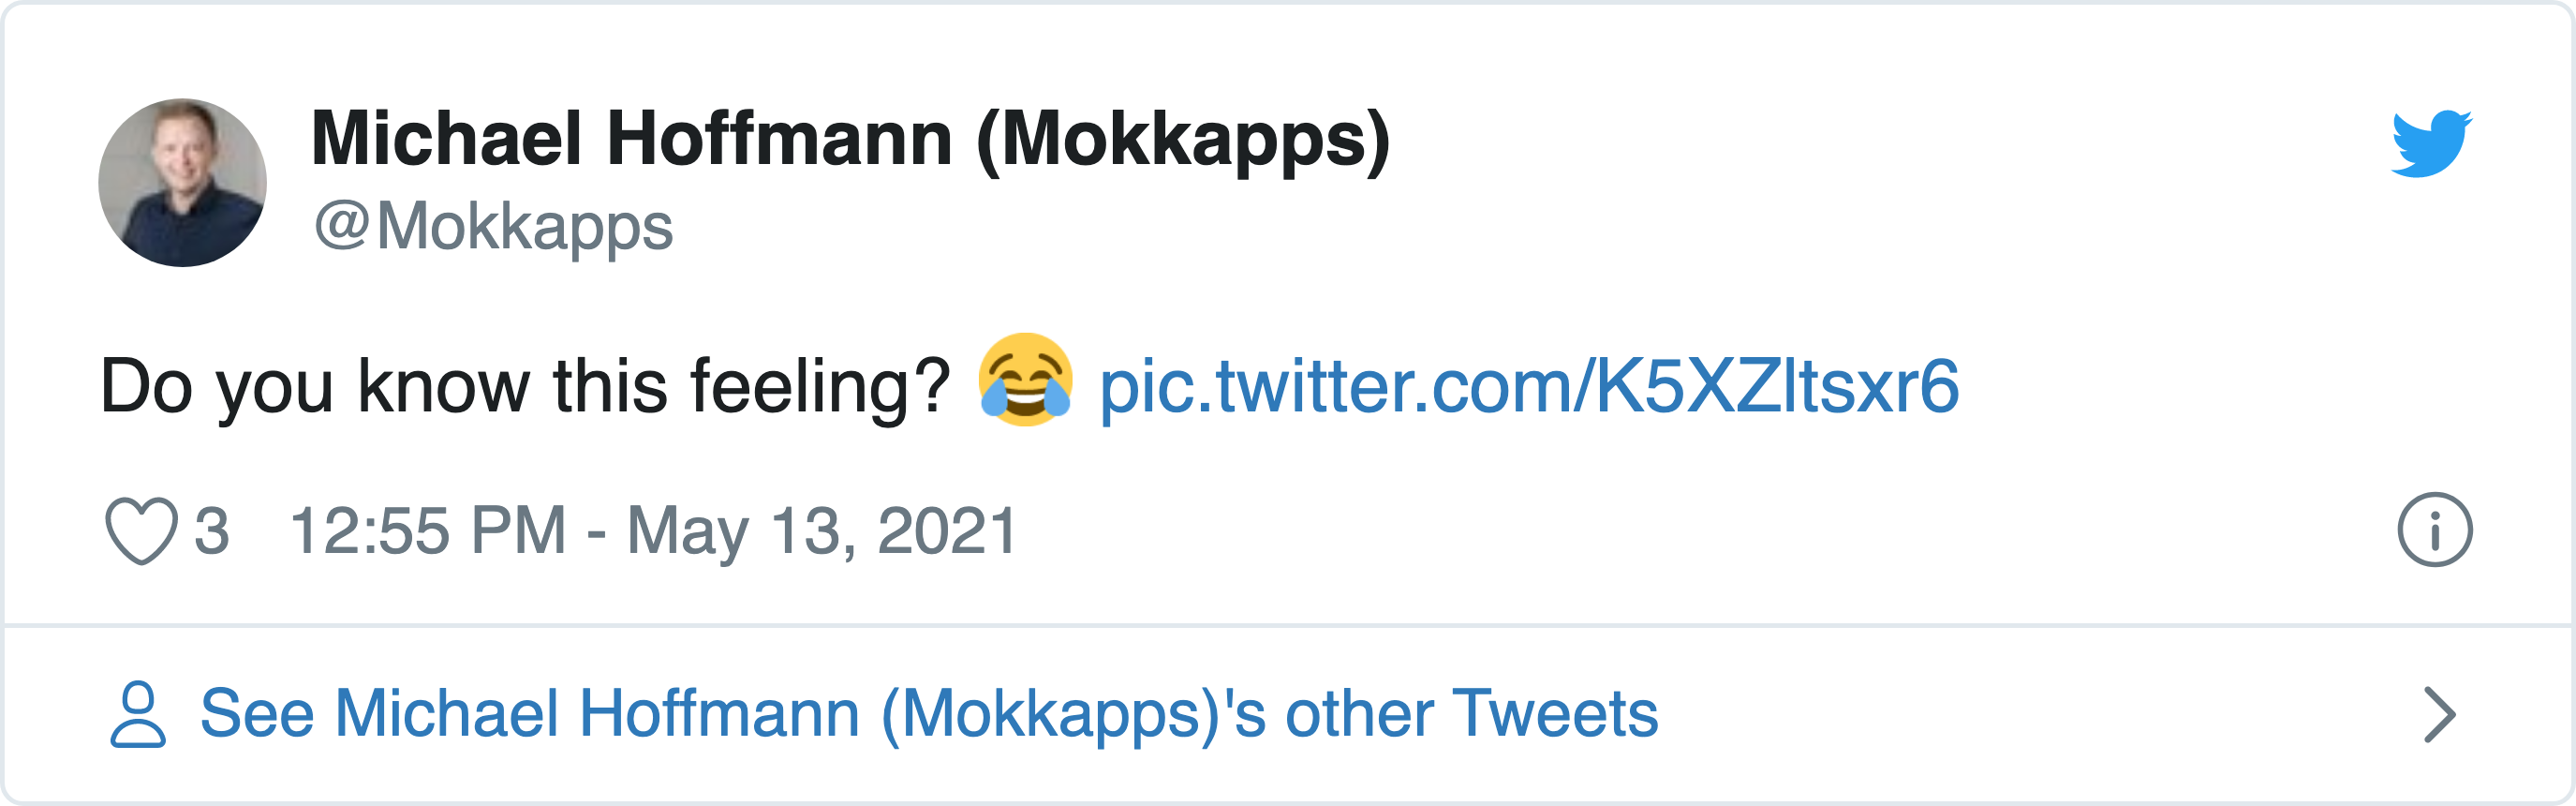 Michael Hoffmann (Mokkapps)
@Mokkapps
Do you know this feeling? 😂 pic.twitter.com/K5XZltsxr6
3 12:55 PM - May 13, 2021
See Michael Hoffmann (Mokkapps)'s other Tweets